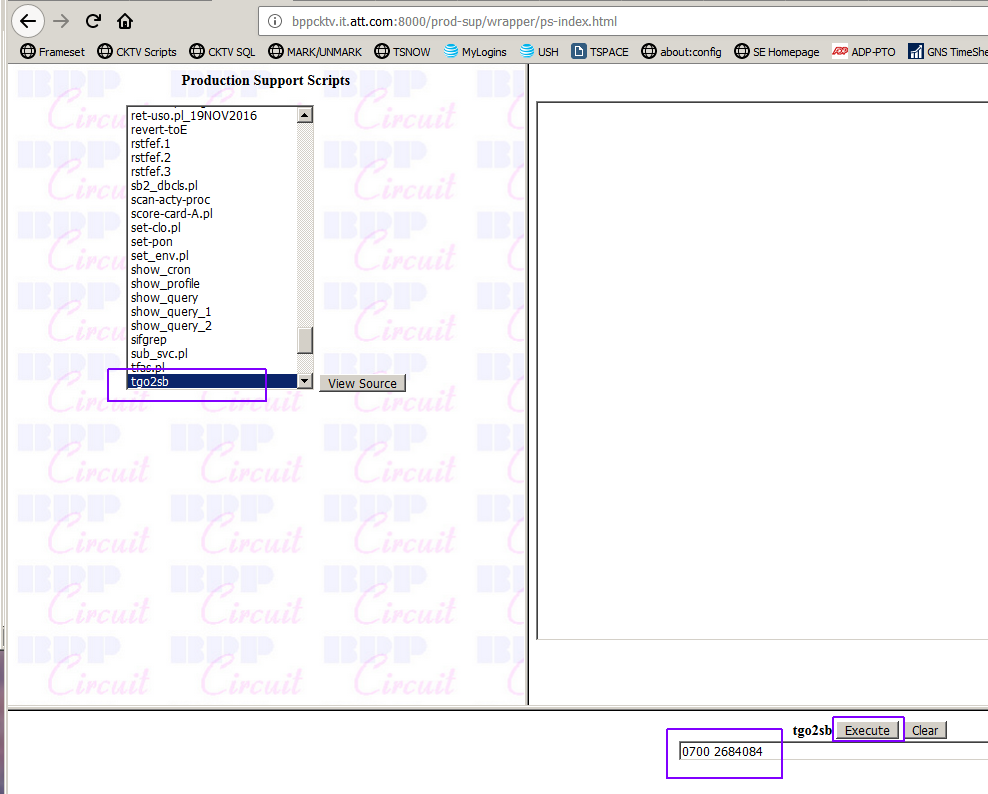 bppcktv.it.att.com:8000/prod-sup/wrapper/ps-index.html
Frameset CKTV Scripts CKTV SQL MARK/UNMARK TSNOW MyLogins USH TSPACE about:config SE Homepage ADP-PTO GNS TimeShe
Production Support Scripts
ret-uso.pl_19NOV2016
revert-toE
rstfef.1
rstfef.2
rstfef.3
sb2_dbcls.pl
scan-acty-proc
score-card-A.pl
set-clo.pl
set-pon
set_env.pl
show_cron
show_profile
show_query
show_query_1
show_query_2
sifgrep
sub_svc.pl
tfas.pl
tgo2sb
View Source
BPP Circuit
tgo2sb Execute Clear
0700 2684084